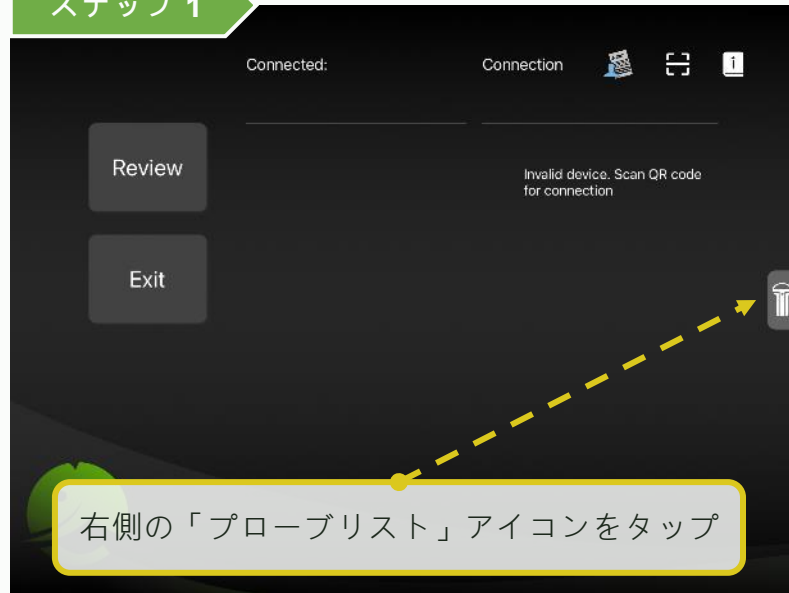 ステップ 1
Connected:
Connection
Review
Invalid device. Scan QR code
for connection
Exit
右側の「プローブリスト」アイコンをタップ